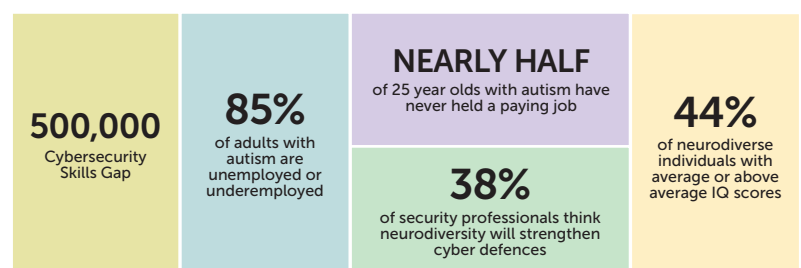 500,000
Cybersecurity
Skills Gap
85%
of adults with
autism are
unemployed or
underemployed
NEARLY HALF
of 25 year olds with autism have
never held a paying job
38%
of security professionals think
neurodiversity will strengthen
cyber defences
44%
of neurodiverse
individuals with
average or above
average IQ scores